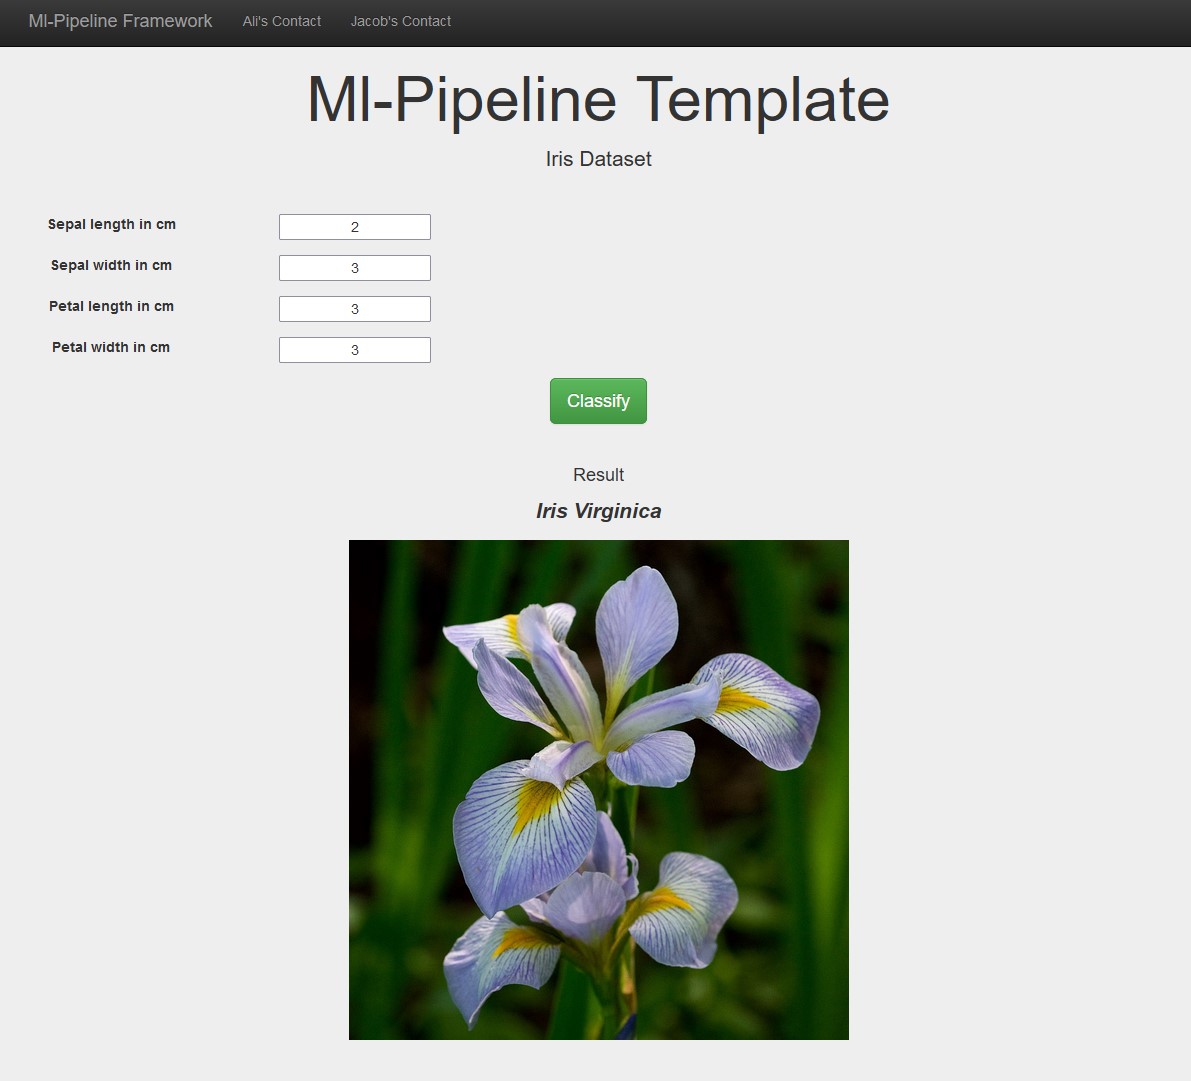 Ml-Pipeline Framework Ali's Contact Jacob's Contact
Ml-Pipeline Template
Iris Dataset
Sepal length in cm 2
Sepal width in cm 3
Petal length in cm 3
Petal width in cm 3
Classify
Result
Iris Virginica